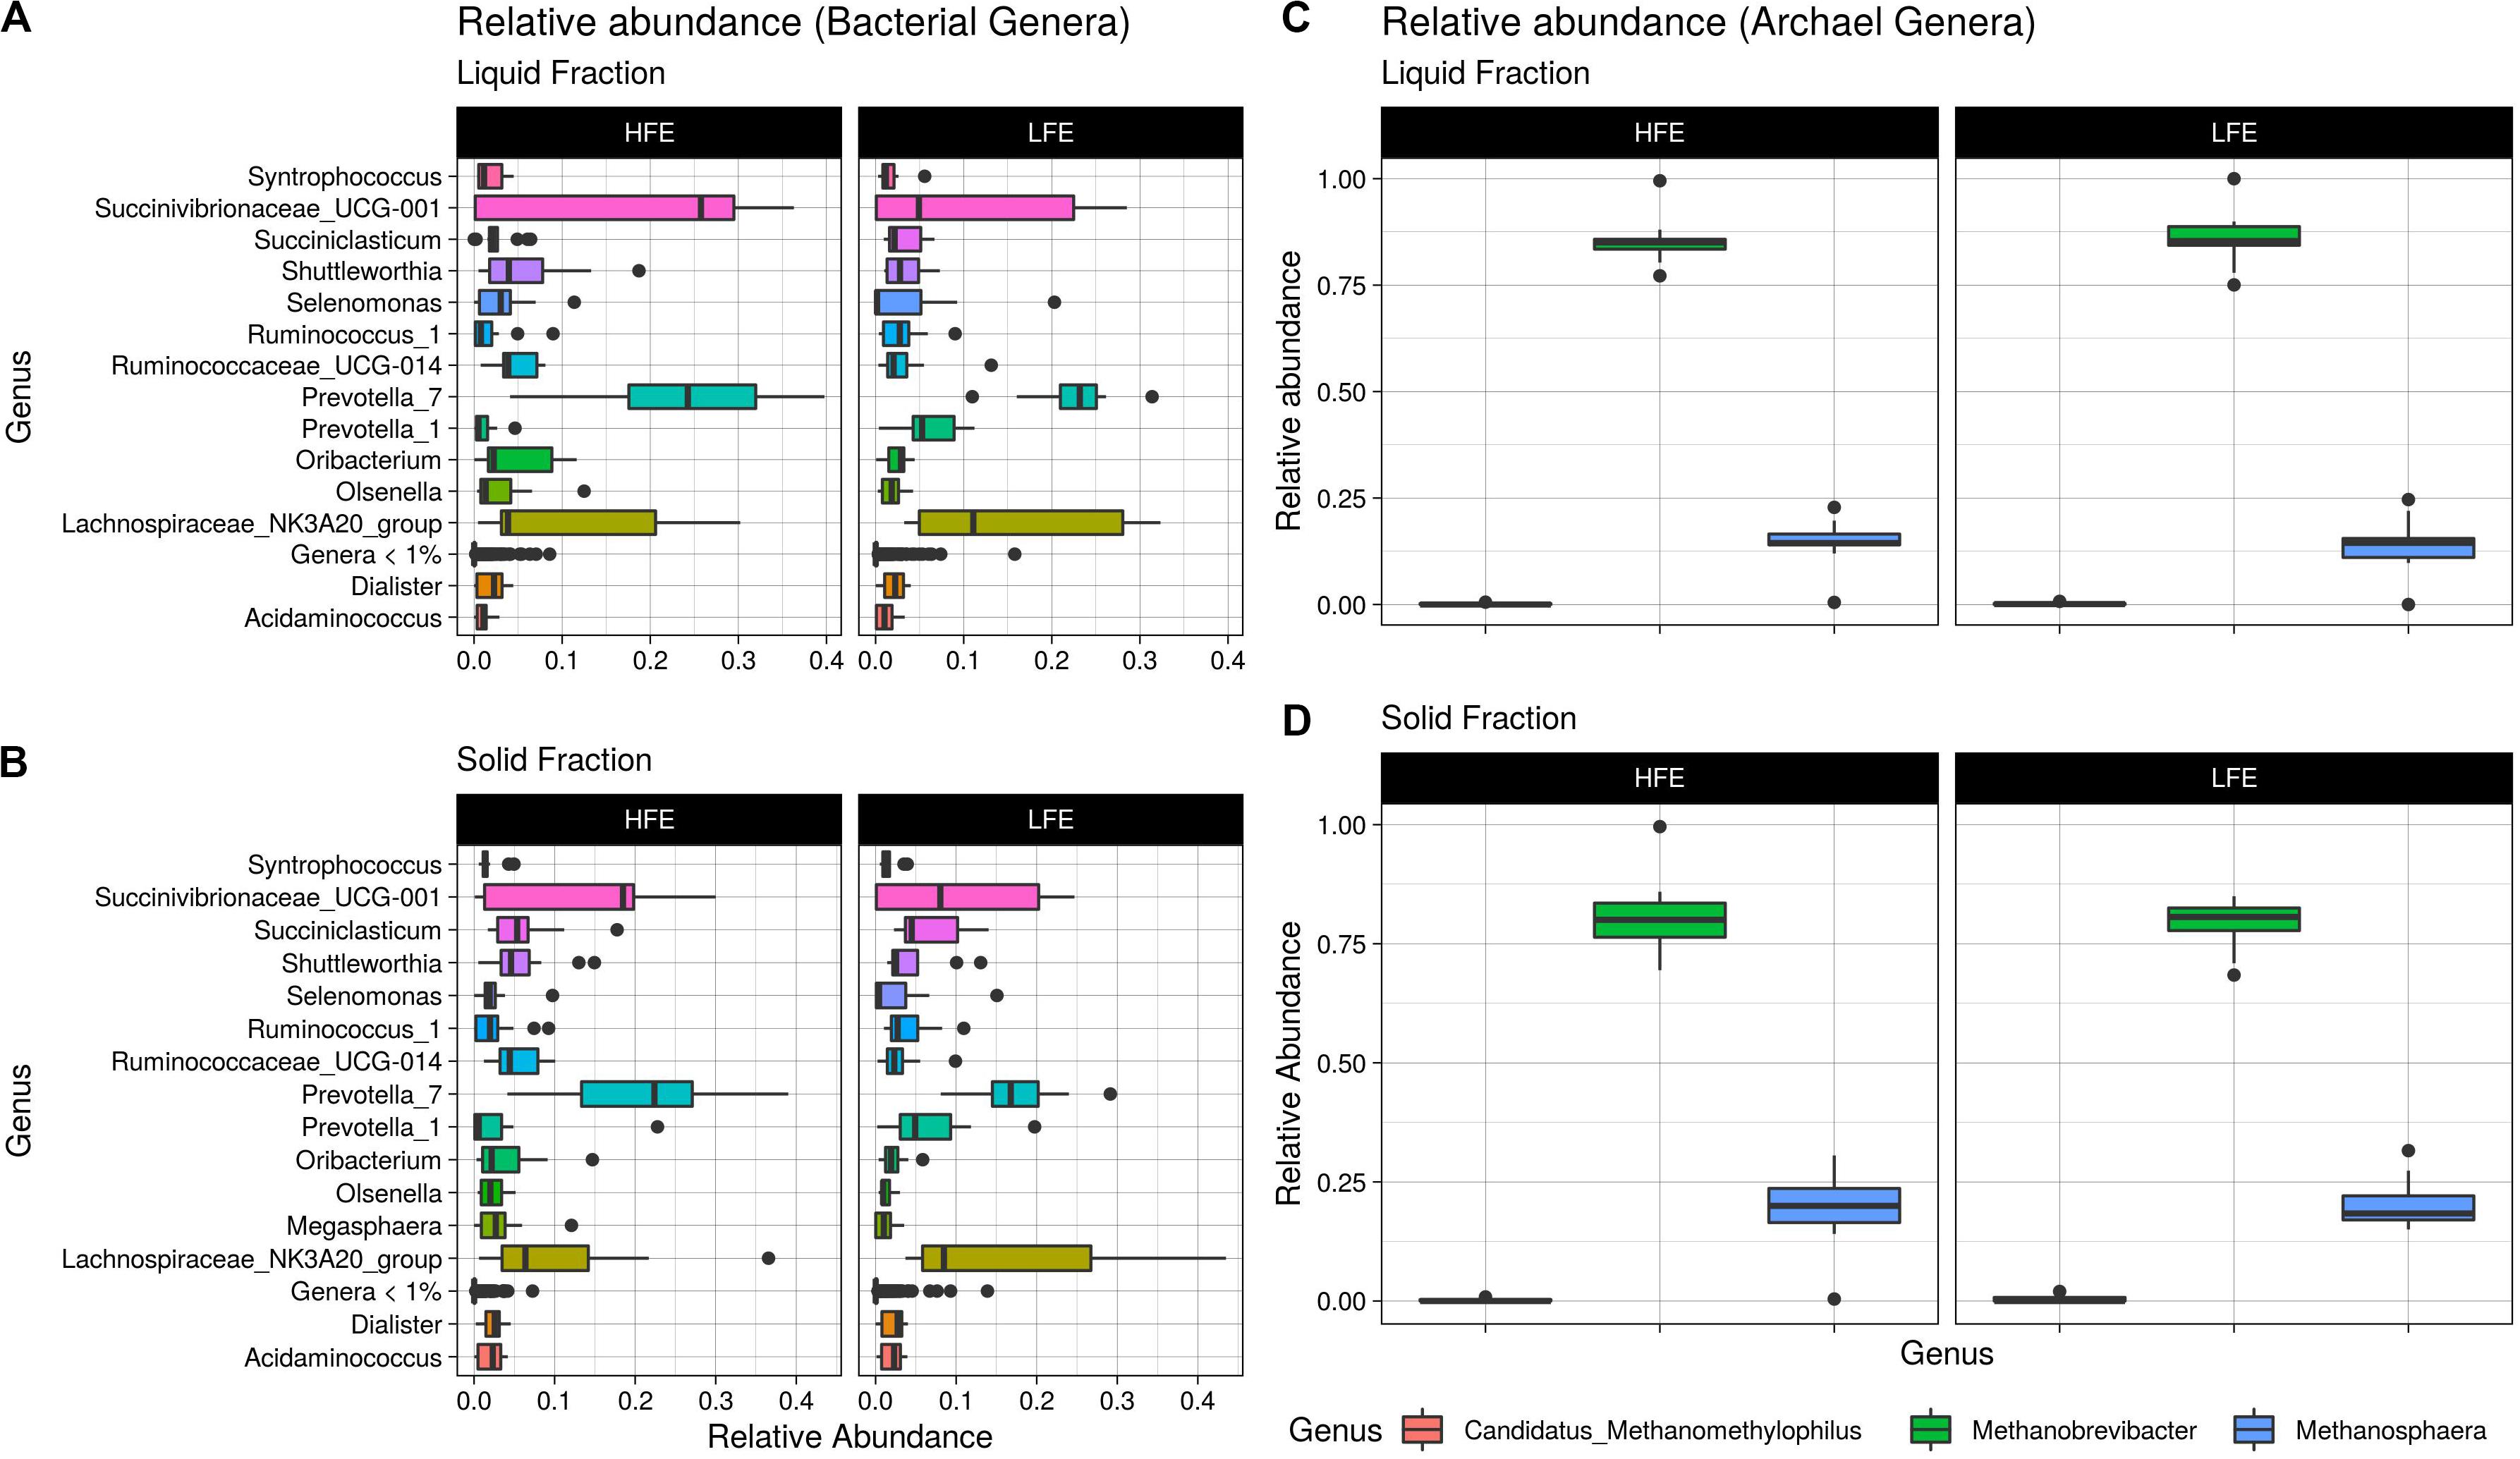 A
Relative abundance (Bacterial Genera)
Liquid Fraction
HFE
LFE
Genus
Syntrophococcus
Succinivibrionaceae_UCG-001
Succiniclasticum
Shuttleworthia
Selenomonas
Ruminococcus_1
Ruminococcaceae_UCG-014
Prevotella_7
Prevotella_1
Oribacterium
Olsenella
Lachnospiraceae_NK3A20_group
Genera < 1%
Dialister
Acidaminococcus
0.0 0.1 0.2 0.3 0.4
0.0 0.1 0.2 0.3 0.4
B
Solid Fraction
HFE
LFE
Genus
Syntrophococcus
Succinivibrionaceae_UCG-001
Succiniclasticum
Shuttleworthia
Selenomonas
Ruminococcus_1
Ruminococcaceae_UCG-014
Prevotella_7
Prevotella_1
Oribacterium
Olsenella
Megasphaera
Lachnospiraceae_NK3A20_group
Genera < 1%
Dialister
Acidaminococcus
0.0 0.1 0.2 0.3 0.4
0.0 0.1 0.2 0.3 0.4
Relative Abundance
C
Relative abundance (Archael Genera)
Liquid Fraction
HFE
LFE
Relative abundance
1.00
0.75
0.50
0.25
0.00
D
Solid Fraction
HFE
LFE
Relative Abundance
1.00
0.75
0.50
0.25
0.00
Genus
Genus Candidatus_Methanomethylophilus Methanobrevibacter Methanosphaera